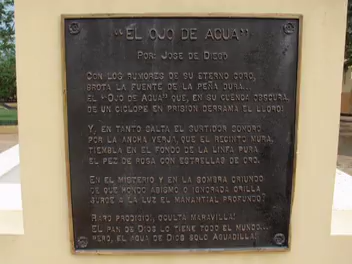 “EL OJO DE AGUA”
POR: JOSE DE DIEGO
CON LOS RUMORES DE SU ETERNO CORO,
BROTA LA FUENTE DE LA PEÑA DURA...
EL “OJO DE AGUA” QUE, EN SU CUENCA OSCURA,
DE UN CICLOPE EN PRISION DERRAMA EL LLORO!
Y, EN TANTO SALTA EL SURTIDOR SONORO
POR LA ANCHA VERJA, QUE EL RECINTO MURA,
TIEMBLA EN EL FONDO DE LA LINFA PURA
EL PEZ DE ROSA CON ESTRELLAS DE ORO.
EN EL MISTERIO Y EN LA SOMBRA ORIUNDO
DE QUE HONDO ABISMO O IGNORADA ORILLA
SURGE A LA LUZ EL MANANTIAL PROFUNDO?
RARO PRODIGIO, OCULTA MARAVILLA!
EL PAN DE DIOS LO TIENE TODO EL MUNDO...
PERO, EL AGUA DE DIOS SOLO AGUADILLA!